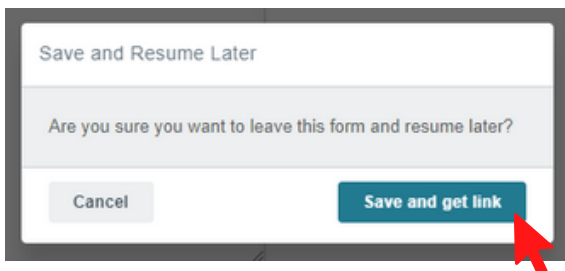 Save and Resume Later
Are you sure you want to leave this form and resume later?
Cancel
Save and get link